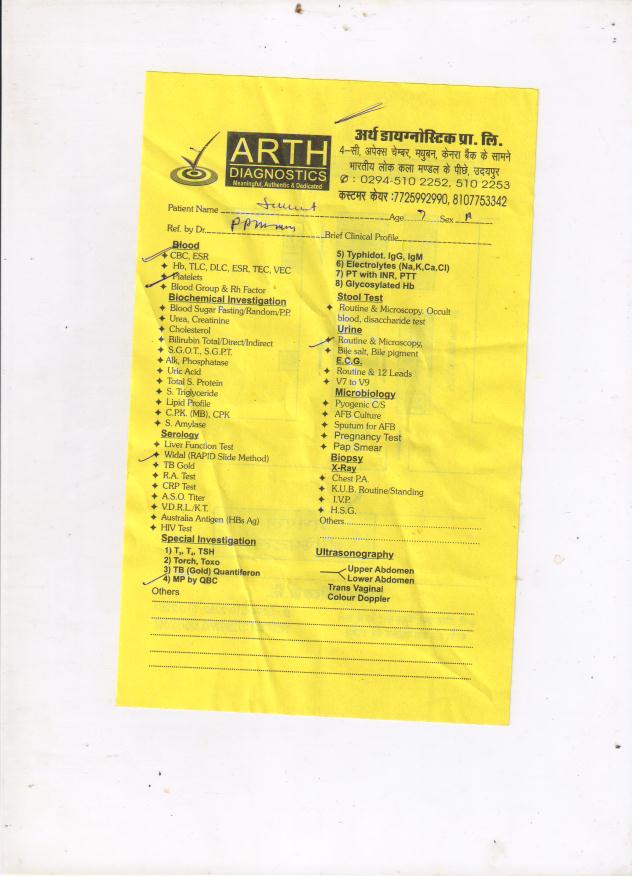 ARTH
DIAGNOSTICS
Meaningful, Authentic & Dedicated
अर्थ डायग्नोस्टिक प्रा. लि.
4–सी, अपेक्स चेम्बर, मधुबन, केनरा बैंक के सामने
भारतीय लोक कला मण्डल के पीछे, उदयपुर
✆ : 0294-510 2252, 510 2253
कस्टमर केयर :7725992990, 8107753342
Patient Name Age 7 Sex
Ref. by Dr. Brief Clinical Profile
Blood
✦ CBC, ESR
✦ Hb, TLC, DLC, ESR, TEC, VEC
✦ Platelets
✦ Blood Group & Rh Factor
Biochemical Investigation
✦ Blood Sugar Fasting/Random/P.P.
✦ Urea, Creatinine
✦ Cholesterol
✦ Bilirubin Total/Direct/Indirect
✦ S.G.O.T., S.G.P.T.
✦ Alk, Phosphatase
✦ Uric Acid
✦ Total S. Protein
✦ S. Triglyceride
✦ Lipid Profile
✦ C.P.K. (MB), CPK
✦ S. Amylase
Serology
✦ Liver Function Test
✦ Widal (RAPID Slide Method)
✦ TB Gold
✦ R.A. Test
✦ CRP Test
✦ A.S.O. Titer
✦ V.D.R.L./K.T.
✦ Australia Antigen (HBs Ag)
✦ HIV Test
Special Investigation
1) T₃, T₄, TSH
2) Torch, Toxo
3) TB (Gold) Quantiferon
4) MP by QBC
Others
5) Typhidot. IgG, IgM
6) Electrolytes (Na,K,Ca,Cl)
7) PT with INR, PTT
8) Glycosylated Hb
Stool Test
✦ Routine & Microscopy. Occult
blood, disaccharide test
Urine
✦ Routine & Microscopy,
✦ Bile salt, Bile pigment
E.C.G.
✦ Routine & 12 Leads
✦ V7 to V9
Microbiology
✦ Pyogenic C/S
✦ AFB Culture
✦ Sputum for AFB
✦ Pregnancy Test
✦ Pap Smear
Biopsy
X-Ray
✦ Chest P.A.
✦ K.U.B. Routine/Standing
✦ I.V.P.
✦ H.S.G.
Others
Ultrasonography
Upper Abdomen
Lower Abdomen
Trans Vaginal
Colour Doppler